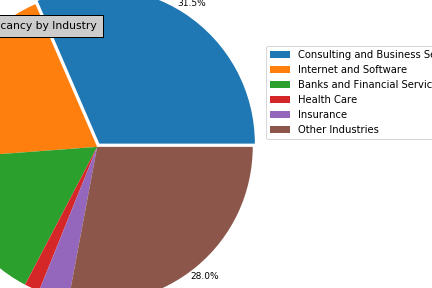 31.5%
cancy by Industry
Consulting and Business Se
Internet and Software
Banks and Financial Servic
Health Care
Insurance
Other Industries
28.0%